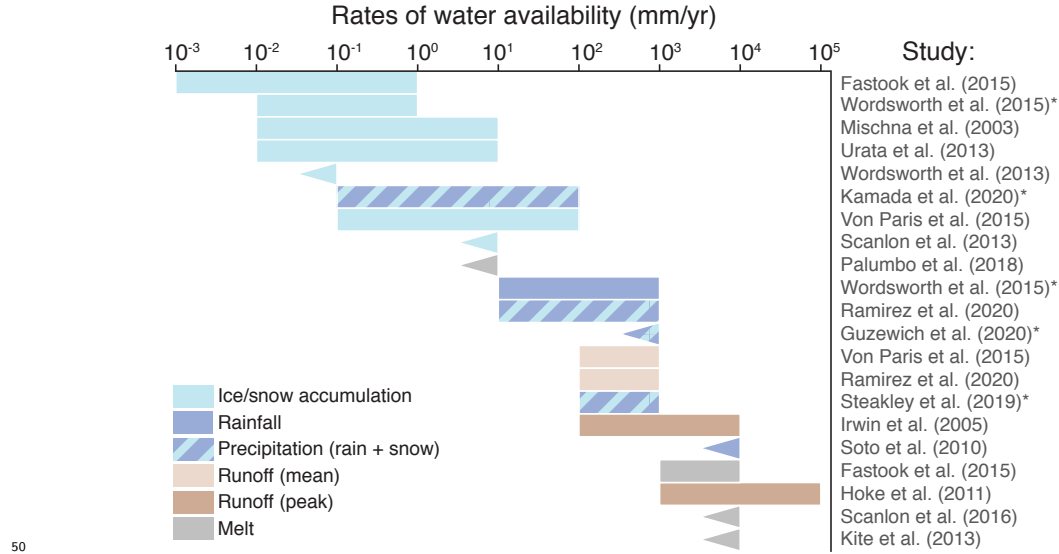 Rates of water availability (mm/yr)
10⁻³ 10⁻² 10⁻¹ 10⁰ 10¹ 10² 10³ 10⁴ 10⁵ Study:
Fastook et al. (2015)
Wordsworth et al. (2015)*
Mischna et al. (2003)
Urata et al. (2013)
Wordsworth et al. (2013)
Kamada et al. (2020)*
Von Paris et al. (2015)
Scanlon et al. (2013)
Palumbo et al. (2018)
Wordsworth et al. (2015)*
Ramirez et al. (2020)
Guzewich et al. (2020)*
Von Paris et al. (2015)
Ramirez et al. (2020)
Steakley et al. (2019)*
Irwin et al. (2005)
Soto et al. (2010)
Fastook et al. (2015)
Hoke et al. (2011)
Scanlon et al. (2016)
Kite et al. (2013)
Ice/snow accumulation
Rainfall
Precipitation (rain + snow)
Runoff (mean)
Runoff (peak)
Melt
50